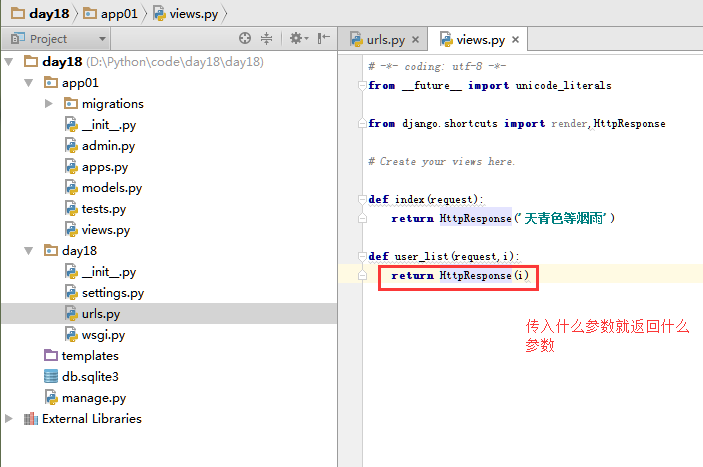 day18 app01 views.py
Project
urls.py views.py
day18 (D:\Python\code\day18\day18)
app01
migrations
__init__.py
admin.py
apps.py
models.py
tests.py
views.py
day18
__init__.py
settings.py
urls.py
wsgi.py
templates
db.sqlite3
manage.py
External Libraries
# -*- coding: utf-8 -*-
from __future__ import unicode_literals
from django.shortcuts import render,HttpResponse
# Create your views here.
def index(request):
return HttpResponse('天青色等烟雨')
def user_list(request,i):
return HttpResponse(i)
传入什么参数就返回什么
参数